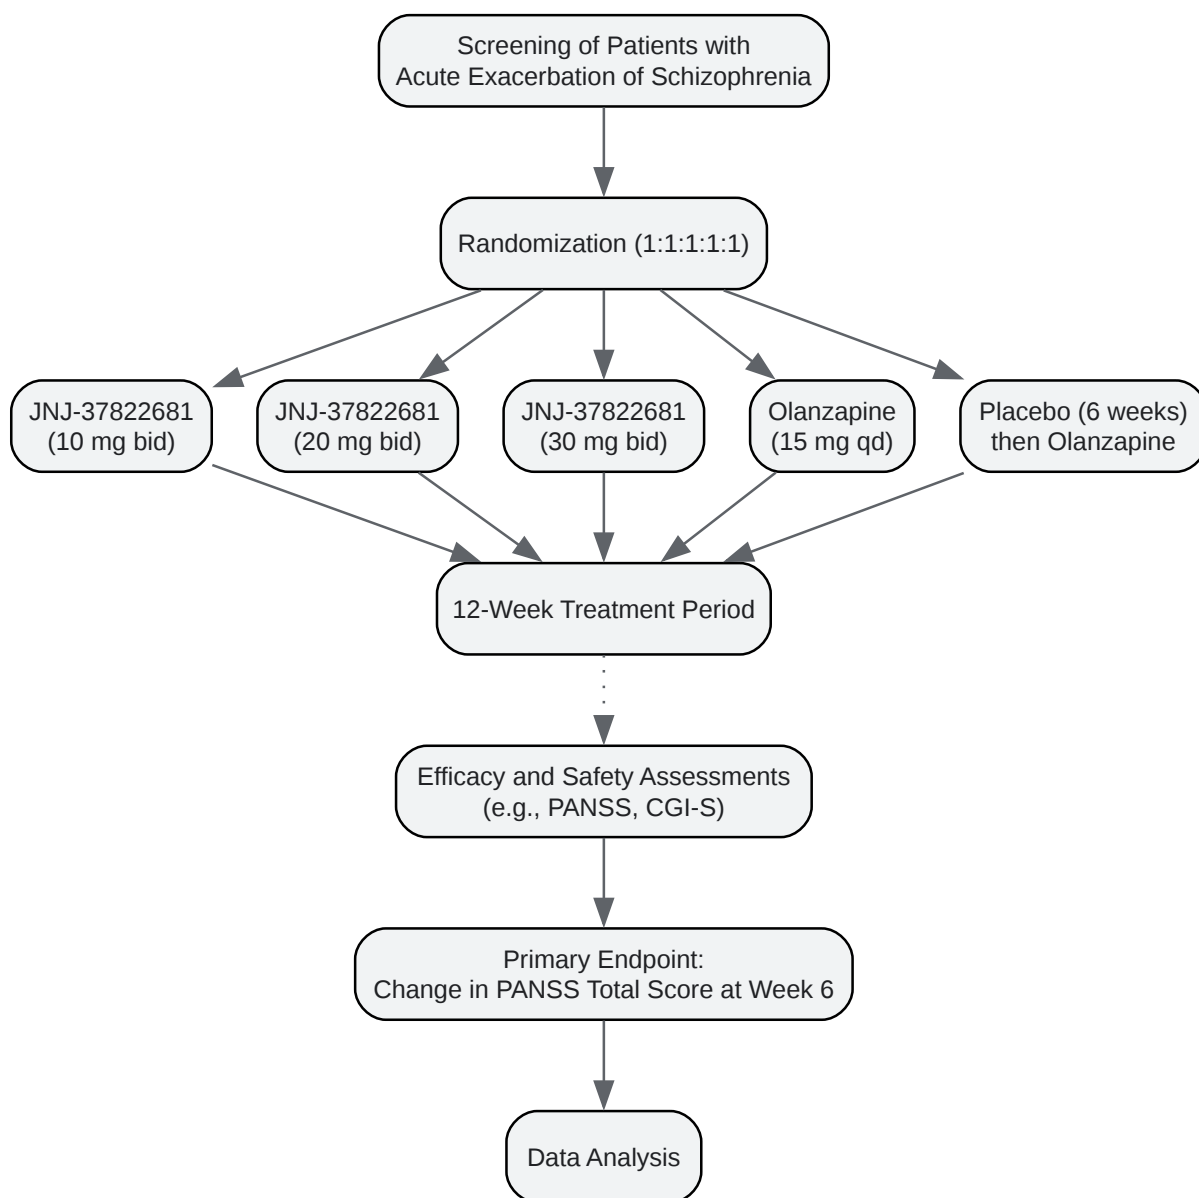 Screening of Patients with
Acute Exacerbation of Schizophrenia
Randomization (1:1:1:1:1)
JNJ-37822681
(10 mg bid)
JNJ-37822681
(20 mg bid)
JNJ-37822681
(30 mg bid)
Olanzapine
(15 mg qd)
Placebo (6 weeks)
then Olanzapine
12-Week Treatment Period
Efficacy and Safety Assessments
(e.g., PANSS, CGI-S)
Primary Endpoint:
Change in PANSS Total Score at Week 6
Data Analysis